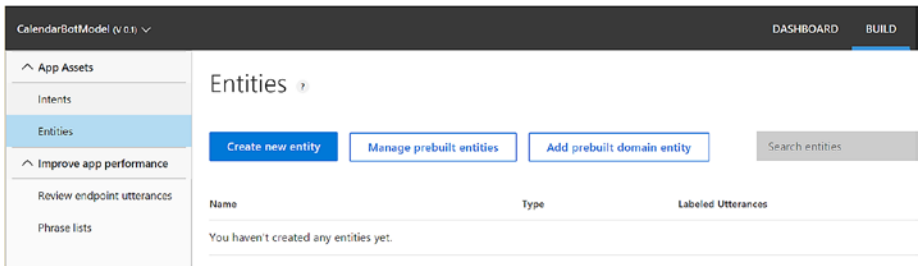 CalendarBotModel (V 0.1)
DASHBOARD
BUILD
App Assets
Intents
Entities
Improve app performance
Review endpoint utterances
Phrase lists
Entities ?
Create new entity
Manage prebuilt entities
Add prebuilt domain entity
Search entities
Name
Type
Labeled Utterances
You haven't created any entities yet.